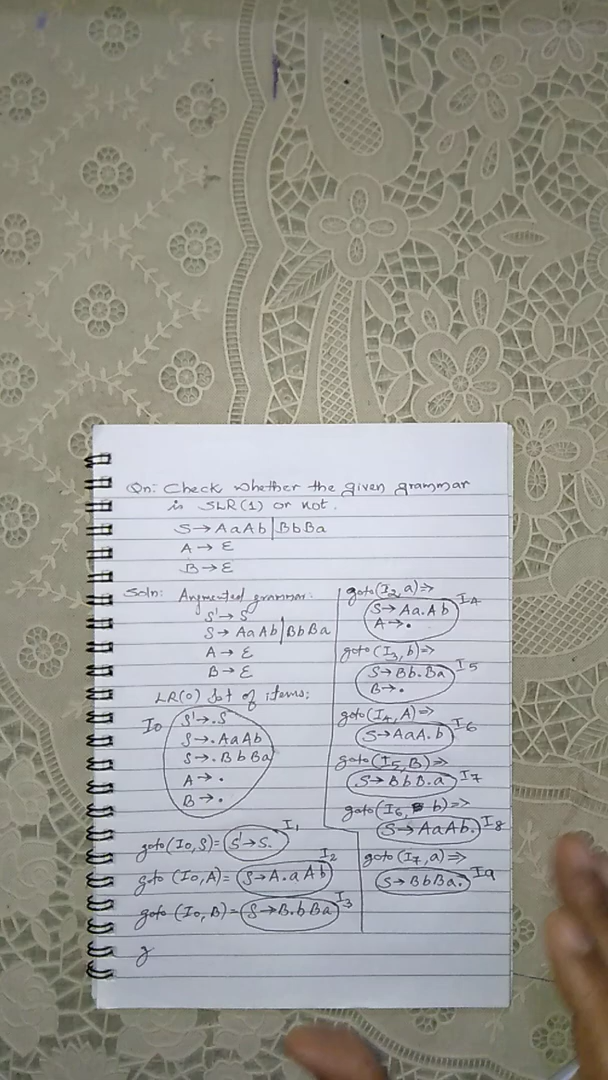 Qn: Check whether the given grammar
is SLR(1) or not.
S→AaAb|BbBa
A→ε
B→ε
Soln: Augmented grammar:
S'→S
S→AaAb|BbBa
A→ε
B→ε
LR(0) set of items:
I0
S'→.S
S→.AaAb
S→.BbBa
A→.
B→.
goto(I0,S)=(S'→S.) I1
goto (I0,A)=(S→A.aAb) I2
goto (I0,B)=(S→B.bBa) I3
g
goto(I2,a)=>
S→Aa.Ab I4
A→.
goto(I3,b)=>
S→Bb.Ba I5
B→.
goto(I4,A)=>
S→AaA.b I6
goto(I5,B)=>
S→BbB.a I7
goto(I6, b)=>
S→AaAb. I8
goto(I7,a)=>
S→BbBa. I9